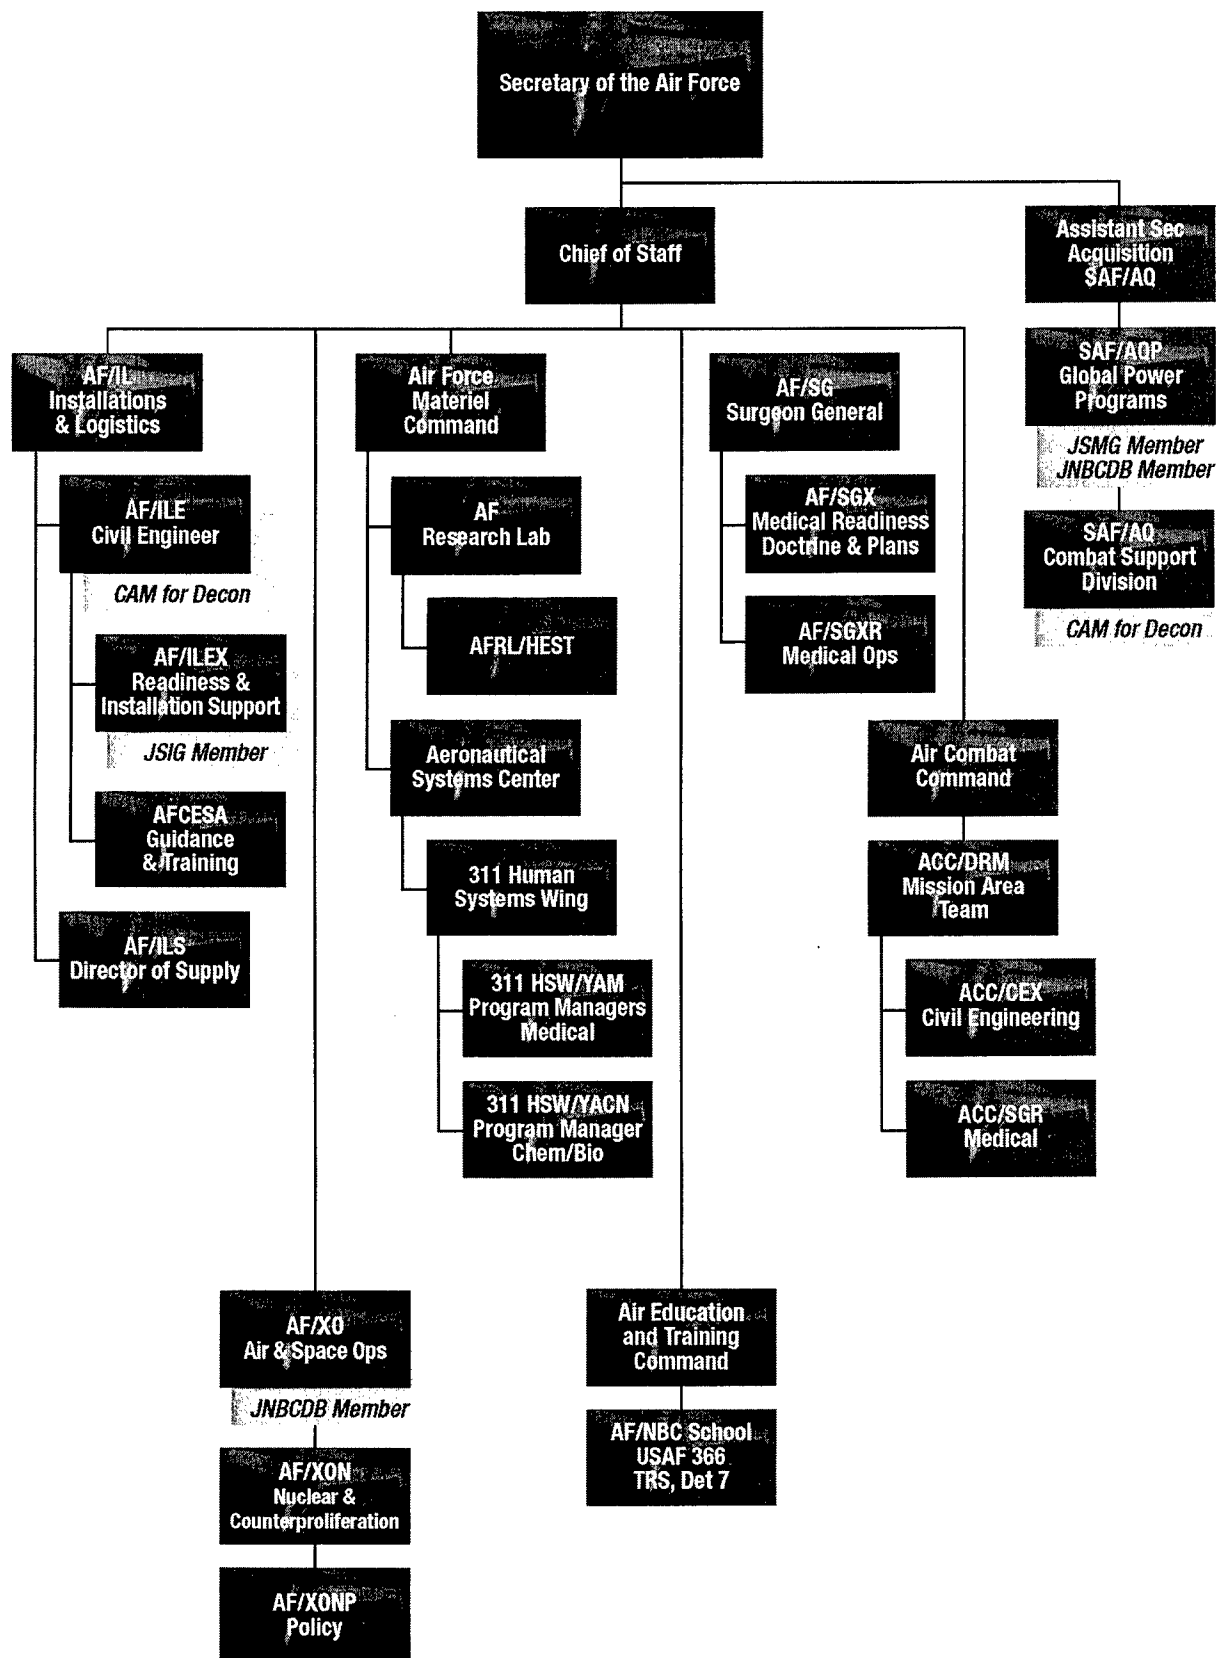 Secretary of the Air Force
Chief of Staff
Assistant Sec
Acquisition
SAF/AQ
SAF/AQP
Global Power
Programs
JSMG Member
JNBCDB Member
SAF/AQ
Combat Support
Division
CAM for Decon
AF/IL
Installations
& Logistics
AF/ILE
Civil Engineer
CAM for Decon
AF/ILEX
Readiness &
Installation Support
JSIG Member
AFCESA
Guidance
& Training
AF/ILS
Director of Supply
Air Force
Materiel
Command
AF
Research Lab
AFRL/HEST
Aeronautical
Systems Center
311 Human
Systems Wing
311 HSW/YAM
Program Managers
Medical
311 HSW/YACN
Program Manager
Chem/Bio
AF/SG
Surgeon General
AF/SGX
Medical Readiness
Doctrine & Plans
AF/SGXR
Medical Ops
Air Combat
Command
ACC/DRM
Mission Area
Team
ACC/CEX
Civil Engineering
ACC/SGR
Medical
AF/XO
Air & Space Ops
JNBCDB Member
AF/XON
Nuclear &
Counterproliferation
AF/XONP
Policy
Air Education
and Training
Command
AF/NBC School
USAF 366
TRS, Det 7